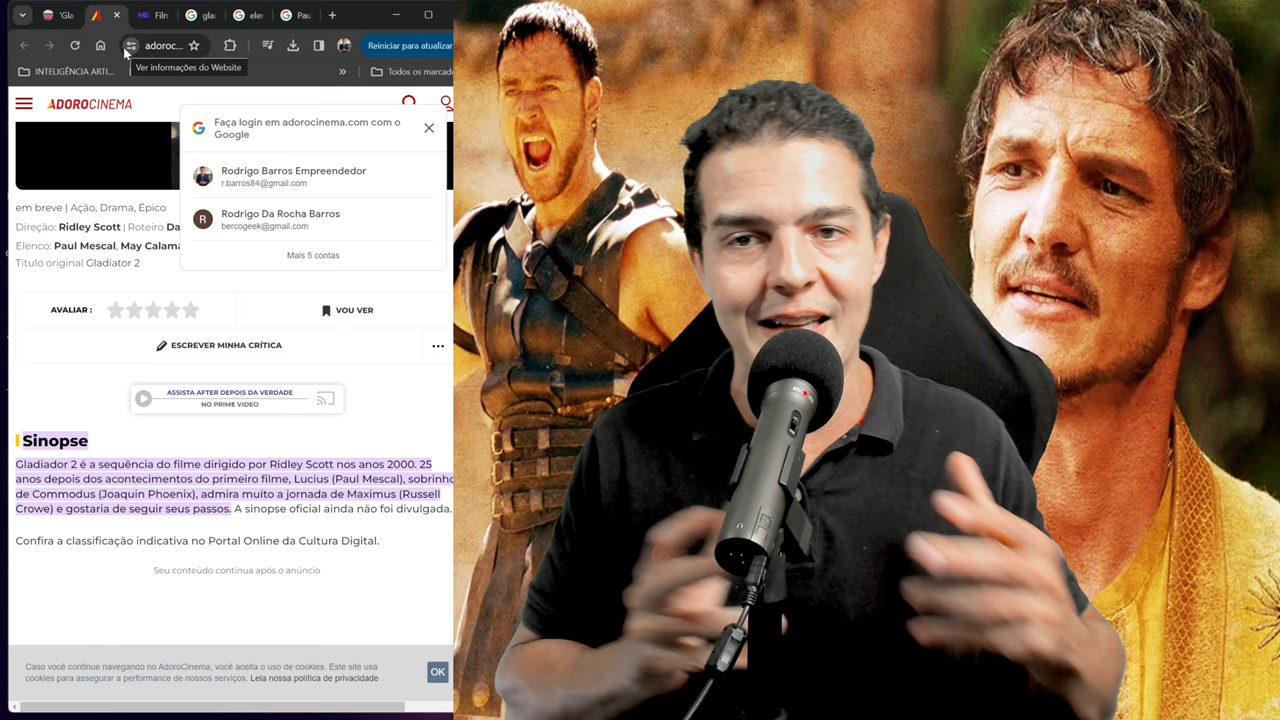 'Gla
Fil
gla
eler
Pau
adoroc...
Reiniciar para atualizar
INTELIGÊNCIA ARTI...
Ver informações do Website
»
Todos os marcado
ADOROCINEMA
Faça login em adorocinema.com com o
Google
Rodrigo Barros Empreendedor
r.barros84@gmail.com
R
Rodrigo Da Rocha Barros
bercogeek@gmail.com
Mais 5 contas
em breve | Ação, Drama, Épico
Direção: Ridley Scott | Roteiro Da
Elenco: Paul Mescal, May Calama
Título original Gladiator 2
AVALIAR :
VOU VER
ESCREVER MINHA CRÍTICA
ASSISTA AFTER DEPOIS DA VERDADE
NO PRIME VIDEO
Sinopse
Gladiador 2 é a sequência do filme dirigido por Ridley Scott nos anos 2000. 25
anos depois dos acontecimentos do primeiro filme, Lucius (Paul Mescal), sobrinho
de Commodus (Joaquin Phoenix), admira muito a jornada de Maximus (Russell
Crowe) e gostaria de seguir seus passos. A sinopse oficial ainda não foi divulgada.
Confira a classificação indicativa no Portal Online da Cultura Digital.
Seu conteúdo continua após o anúncio
Caso você continue navegando no AdoroCinema, você aceita o uso de cookies. Este site usa
cookies para assegurar a performance de nossos serviços. Leia nossa política de privacidade
OK